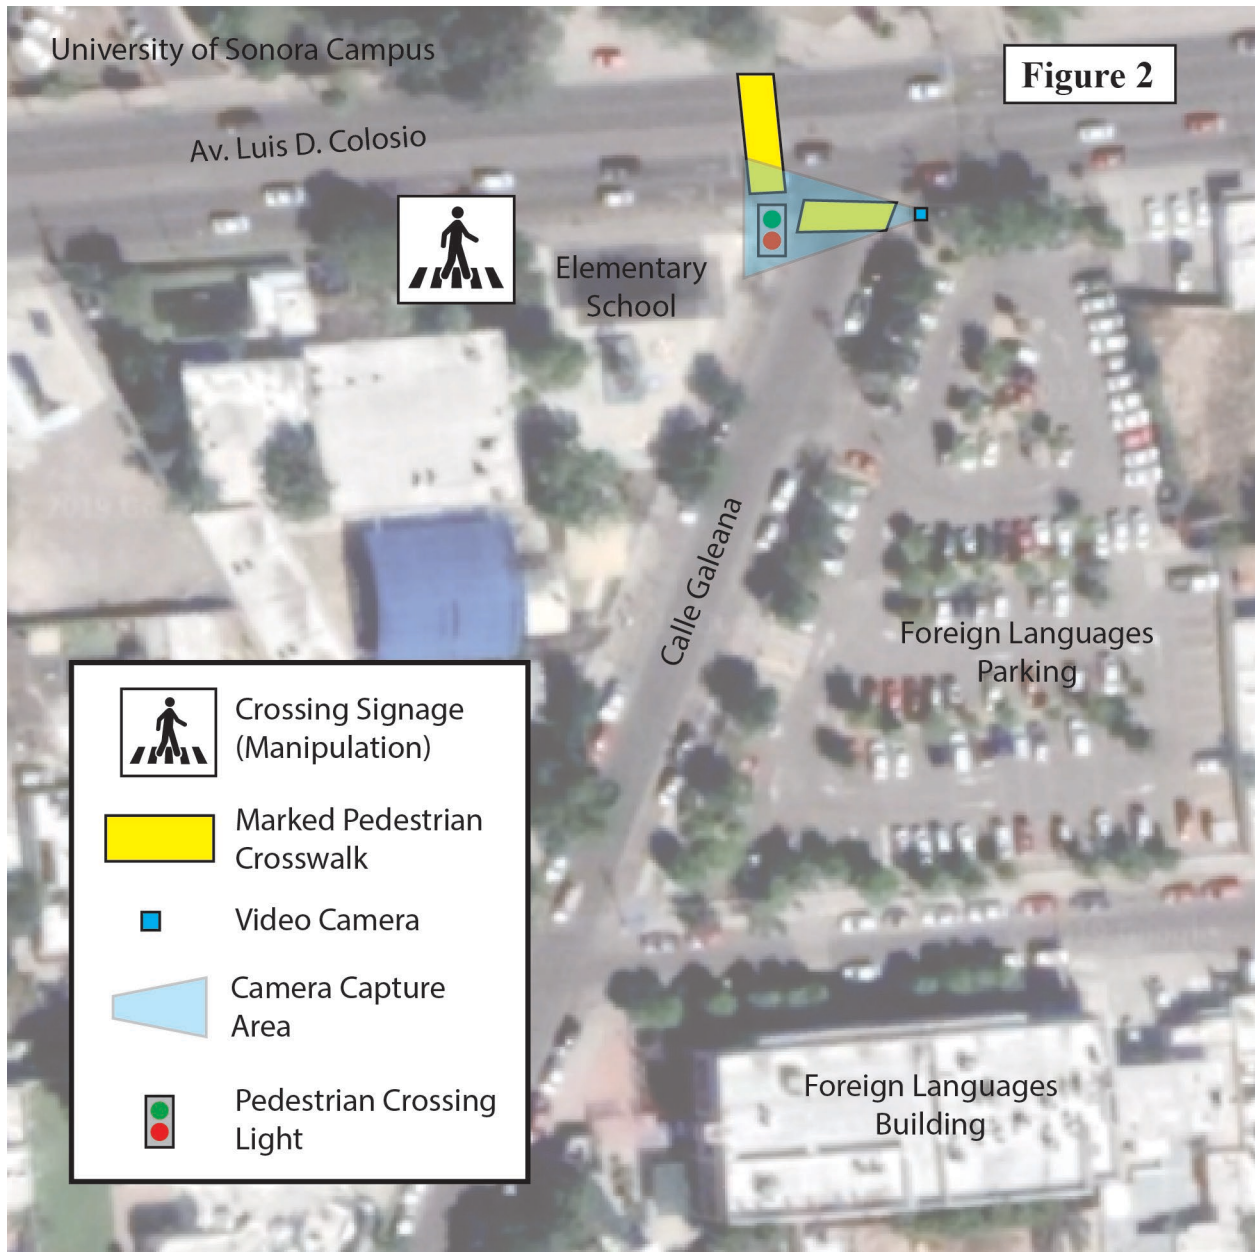 University of Sonora Campus
Figure 2
Av. Luis D. Colosio
Elementary
School
Calle Galeana
Foreign Languages
Parking
Crossing Signage
(Manipulation)
Marked Pedestrian
Crosswalk
Video Camera
Camera Capture
Area
Pedestrian Crossing
Light
Foreign Languages
Building